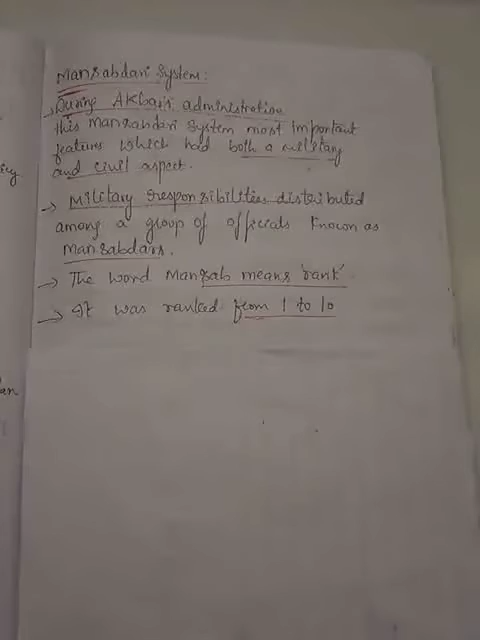 Mansabdari System:
→ During Akbar's administration
this mansabdari system most important
features which had both a military
and civil aspect.
→ Military responsibilities distributed
among a group of officials known as
Mansabdars.
→ The word Mansab means 'rank'
→ It was ranked from 1 to 10